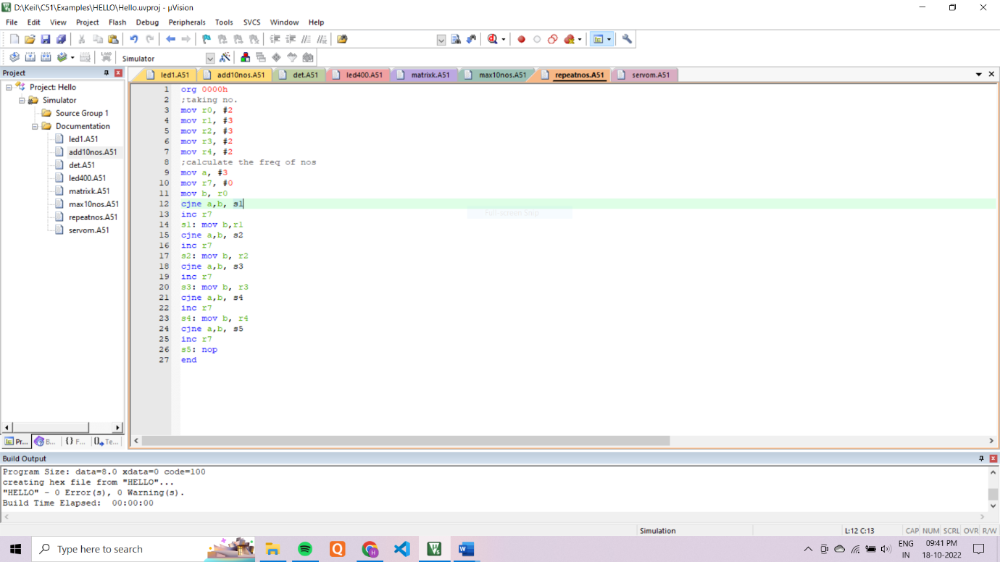 D:\Keil\C51\Examples\HELLO\Hello.uvproj - µVision
File Edit View Project Flash Debug Peripherals Tools SVCS Window Help
LOAD Simulator
Project
Project: Hello
Simulator
Source Group 1
Documentation
led1.A51
add10nos.A51
det.A51
led400.A51
matrixk.A51
max10nos.A51
repeatnos.A51
servom.A51
Pr... B... {} F... Te...
led1.A51 add10nos.A51 det.A51 led400.A51 matrixk.A51 max10nos.A51 repeatnos.A51 servom.A51
1 org 0000h
2 ;taking no.
3 mov r0, #2
4 mov r1, #3
5 mov r2, #3
6 mov r3, #2
7 mov r4, #2
8 ;calculate the freq of nos
9 mov a, #3
10 mov r7, #0
11 mov b, r0
12 cjne a,b, s1
13 inc r7
14 s1: mov b,r1
15 cjne a,b, s2
16 inc r7
17 s2: mov b, r2
18 cjne a,b, s3
19 inc r7
20 s3: mov b, r3
21 cjne a,b, s4
22 inc r7
23 s4: mov b, r4
24 cjne a,b, s5
25 inc r7
26 s5: nop
27 end
Full-screen Snip
Build Output
Program Size: data=8.0 xdata=0 code=100
creating hex file from "HELLO"...
"HELLO" - 0 Error(s), 0 Warning(s).
Build Time Elapsed:  00:00:00
Simulation L:12 C:13 CAP NUM SCRL OVR R/W
Type here to search
ENG
IN
09:41 PM
18-10-2022